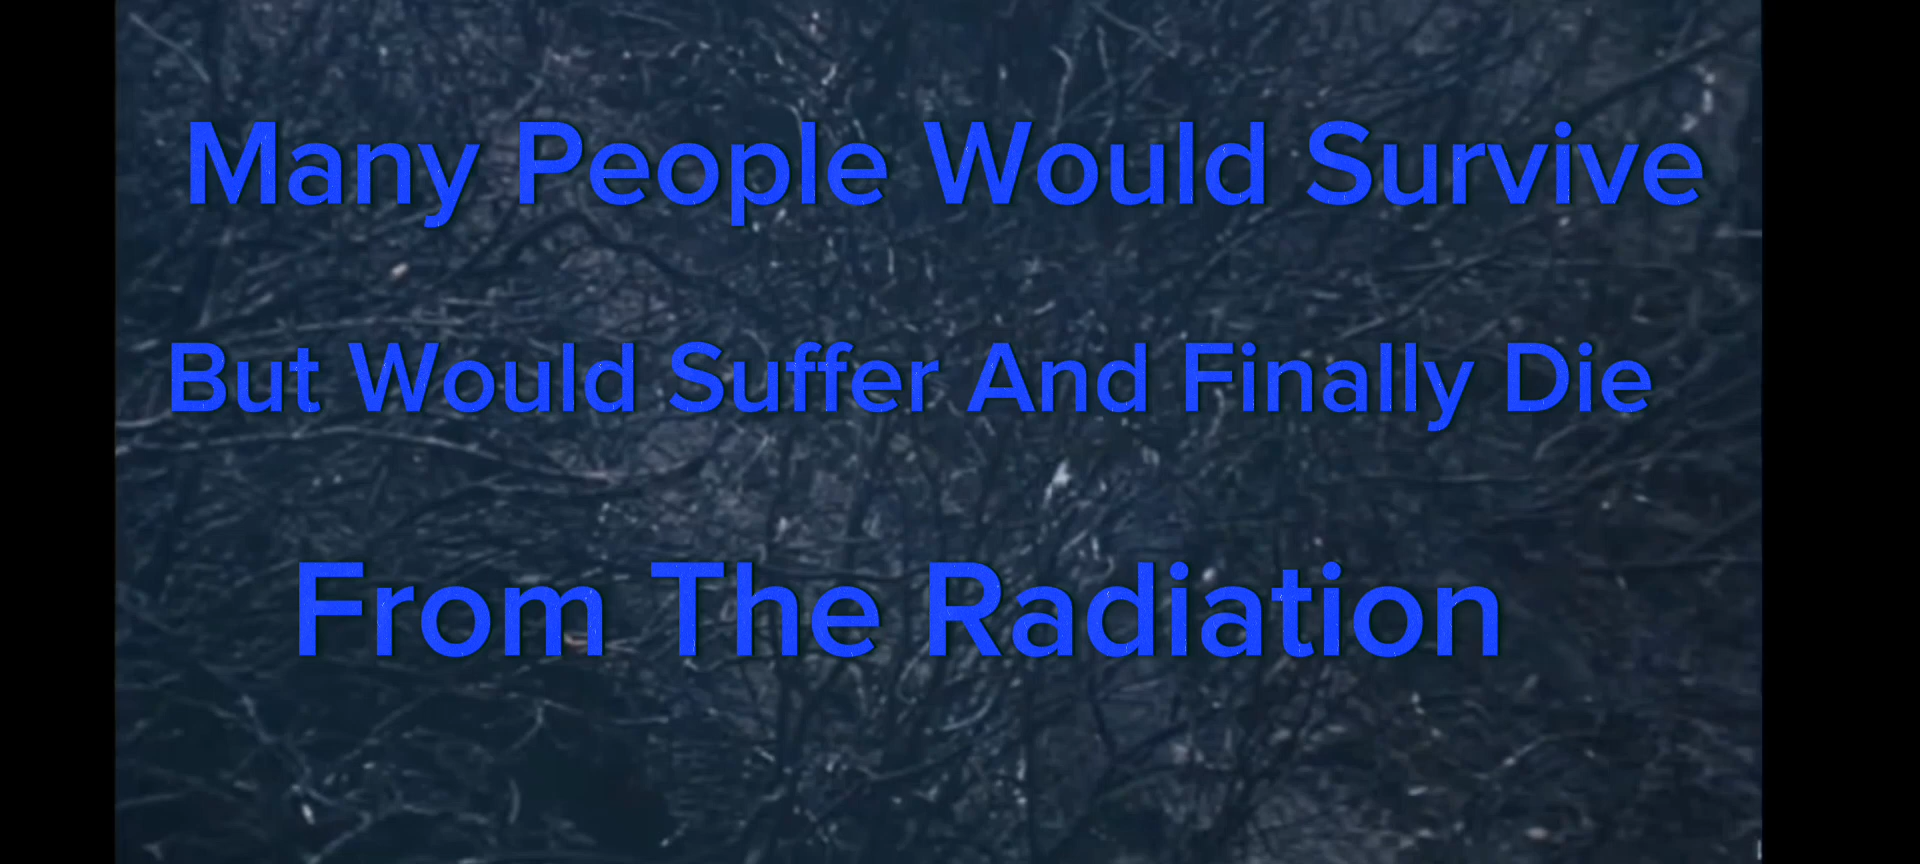 Many People Would Survive
But Would Suffer And Finally Die
From The Radiation